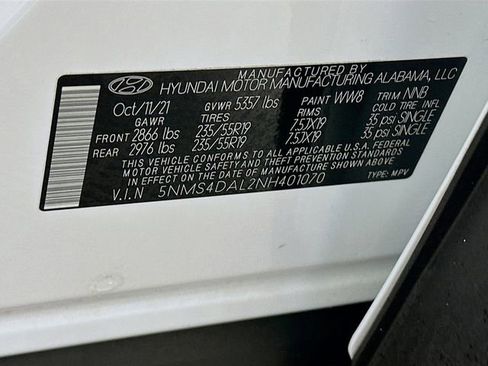 MANUFACTURED BY
HYUNDAI MOTOR MANUFACTURING ALABAMA, LLC
Oct/11/21 GVWR 5357 lbs PAINT WW8 TRIM NNB
GAWR TIRES RIMS COLD TIRE INFL
FRONT 2866 lbs 235/55R19 7.5JX19 35 psi SINGLE
REAR 2976 lbs 235/55R19 7.5JX19 35 psi SINGLE
THIS VEHICLE CONFORMS TO ALL APPLICABLE U.S.A. FEDERAL
MOTOR VEHICLE SAFETY AND THEFT PREVENTION STANDARDS
IN EFFECT ON THE DATE OF MANUFACTURE SHOWN ABOVE.
V.I.N 5NMS4DAL2NH401070 TYPE: MPV